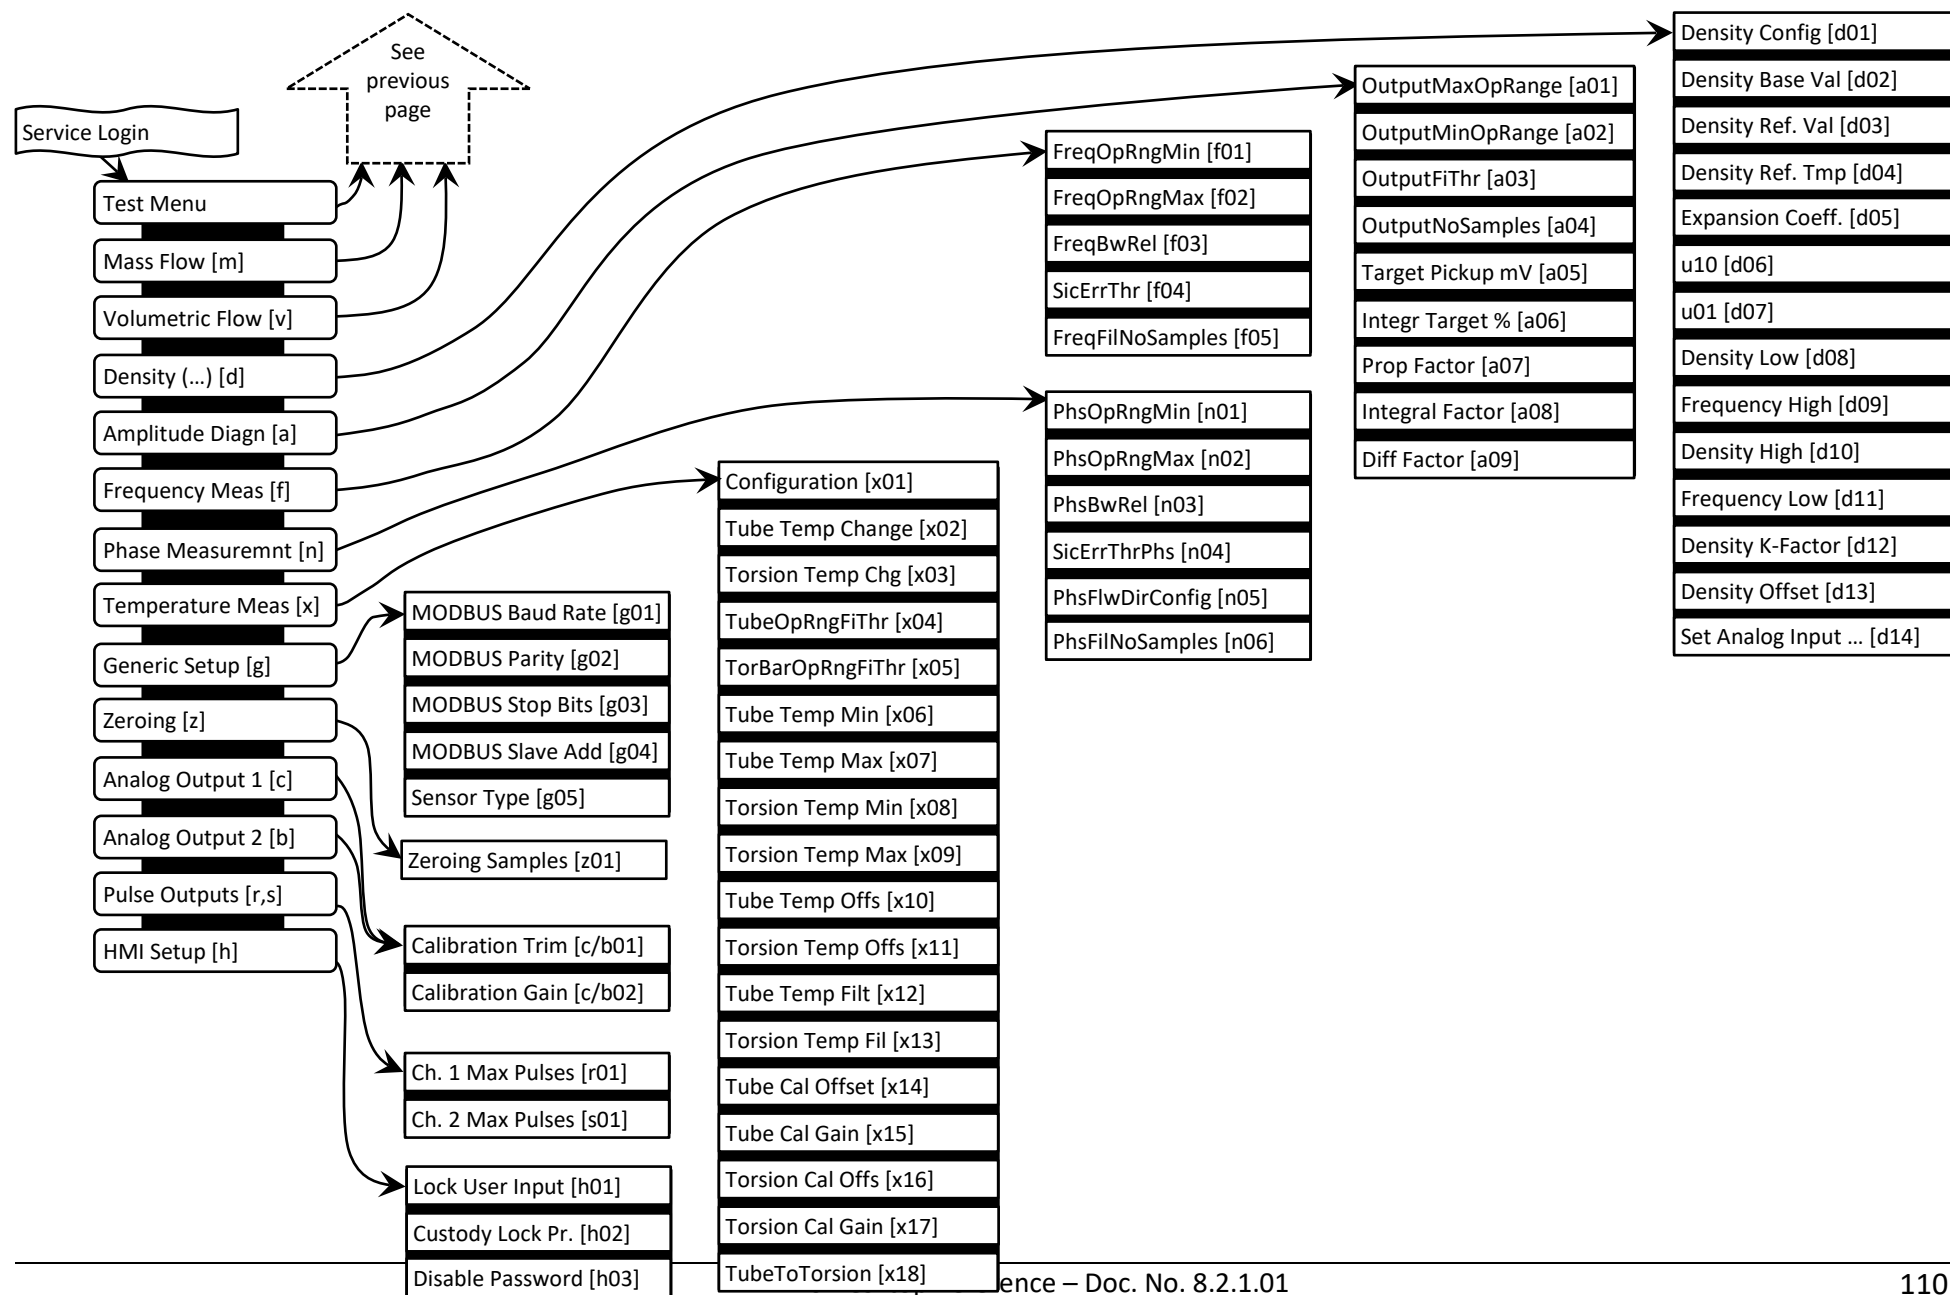 See
previous
page
Service Login
Test Menu
Mass Flow [m]
Volumetric Flow [v]
Density (...) [d]
Amplitude Diagn [a]
Frequency Meas [f]
Phase Measuremnt [n]
Temperature Meas [x]
Generic Setup [g]
Zeroing [z]
Analog Output 1 [c]
Analog Output 2 [b]
Pulse Outputs [r,s]
HMI Setup [h]
MODBUS Baud Rate [g01]
MODBUS Parity [g02]
MODBUS Stop Bits [g03]
MODBUS Slave Add [g04]
Sensor Type [g05]
Zeroing Samples [z01]
Calibration Trim [c/b01]
Calibration Gain [c/b02]
Ch. 1 Max Pulses [r01]
Ch. 2 Max Pulses [s01]
Lock User Input [h01]
Custody Lock Pr. [h02]
Disable Password [h03]
Configuration [x01]
Tube Temp Change [x02]
Torsion Temp Chg [x03]
TubeOpRngFiThr [x04]
TorBarOpRngFiThr [x05]
Tube Temp Min [x06]
Tube Temp Max [x07]
Torsion Temp Min [x08]
Torsion Temp Max [x09]
Tube Temp Offs [x10]
Torsion Temp Offs [x11]
Tube Temp Filt [x12]
Torsion Temp Fil [x13]
Tube Cal Offset [x14]
Tube Cal Gain [x15]
Torsion Cal Offs [x16]
Torsion Cal Gain [x17]
TubeToTorsion [x18]
FreqOpRngMin [f01]
FreqOpRngMax [f02]
FreqBwRel [f03]
SicErrThr [f04]
FreqFilNoSamples [f05]
PhsOpRngMin [n01]
PhsOpRngMax [n02]
PhsBwRel [n03]
SicErrThrPhs [n04]
PhsFlwDirConfig [n05]
PhsFilNoSamples [n06]
OutputMaxOpRange [a01]
OutputMinOpRange [a02]
OutputFiThr [a03]
OutputNoSamples [a04]
Target Pickup mV [a05]
Integr Target % [a06]
Prop Factor [a07]
Integral Factor [a08]
Diff Factor [a09]
Density Config [d01]
Density Base Val [d02]
Density Ref. Val [d03]
Density Ref. Tmp [d04]
Expansion Coeff. [d05]
u10 [d06]
u01 [d07]
Density Low [d08]
Frequency High [d09]
Density High [d10]
Frequency Low [d11]
Density K-Factor [d12]
Density Offset [d13]
Set Analog Input ... [d14]
ence – Doc. No. 8.2.1.01
110